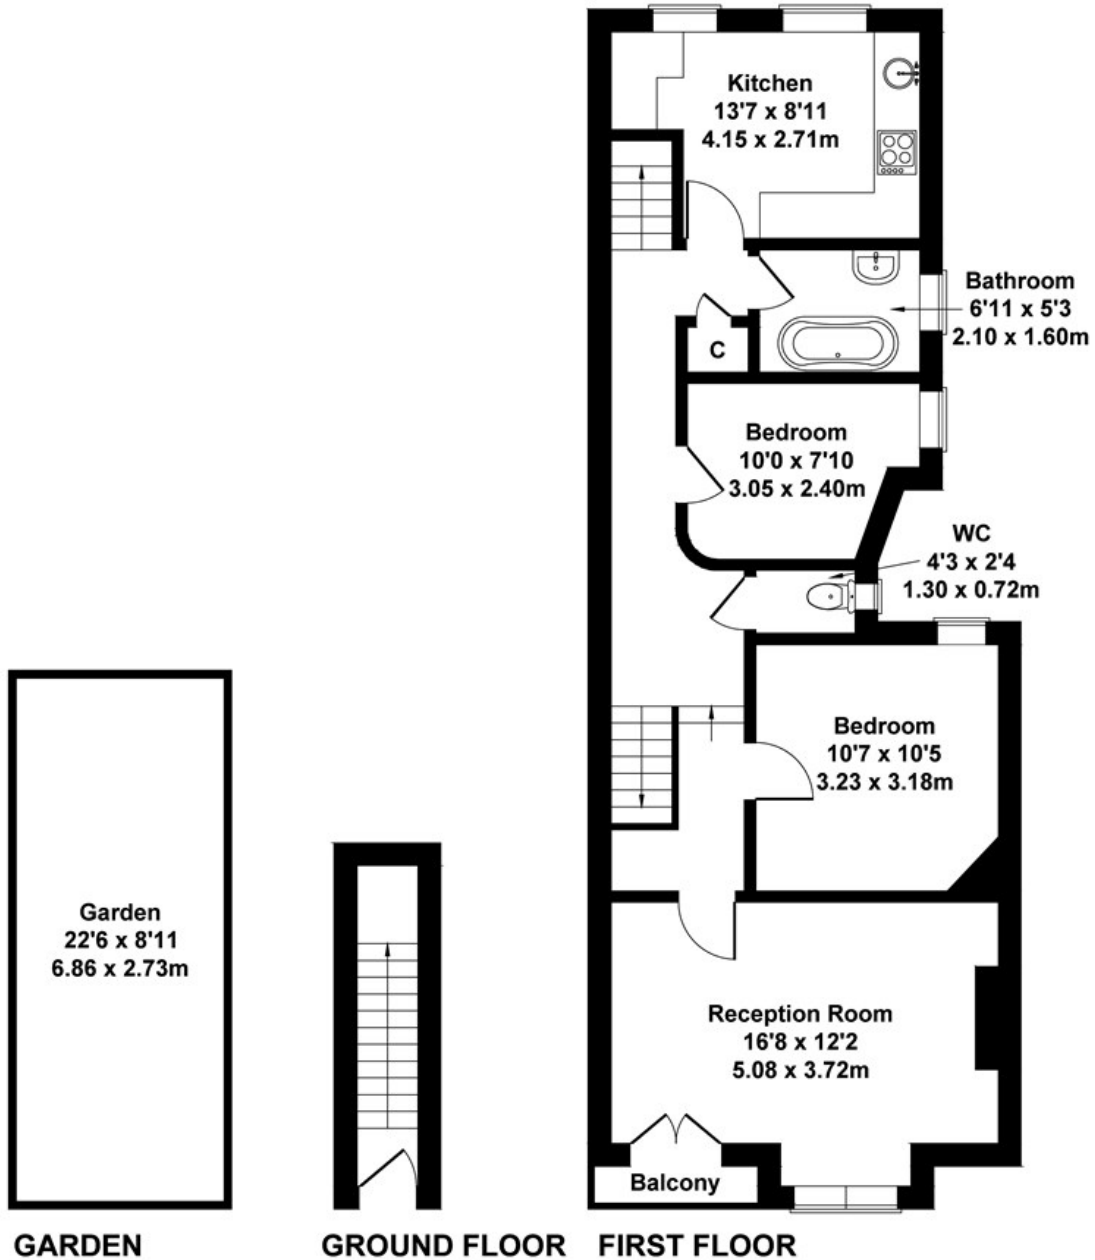 Kitchen
13'7 x 8'11
4.15 x 2.71m
Bathroom
6'11 x 5'3
2.10 x 1.60m
C
Bedroom
10'0 x 7'10
3.05 x 2.40m
WC
4'3 x 2'4
1.30 x 0.72m
Bedroom
10'7 x 10'5
3.23 x 3.18m
Garden
22'6 x 8'11
6.86 x 2.73m
Reception Room
16'8 x 12'2
5.08 x 3.72m
Balcony
GARDEN
GROUND FLOOR
FIRST FLOOR